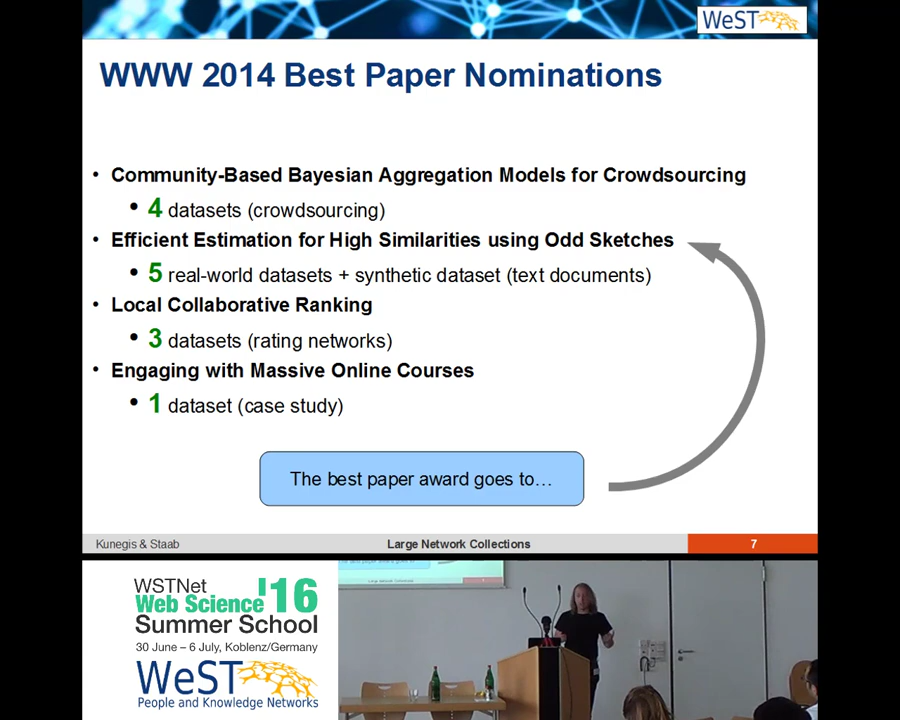 WeST
WWW 2014 Best Paper Nominations
• Community-Based Bayesian Aggregation Models for Crowdsourcing
• 4 datasets (crowdsourcing)
• Efficient Estimation for High Similarities using Odd Sketches
• 5 real-world datasets + synthetic dataset (text documents)
• Local Collaborative Ranking
• 3 datasets (rating networks)
• Engaging with Massive Online Courses
• 1 dataset (case study)
The best paper award goes to…
Kunegis & Staab
Large Network Collections
7
WSTNet
Web Science '16
Summer School
30 June – 6 July, Koblenz/Germany
WeST
People and Knowledge Networks